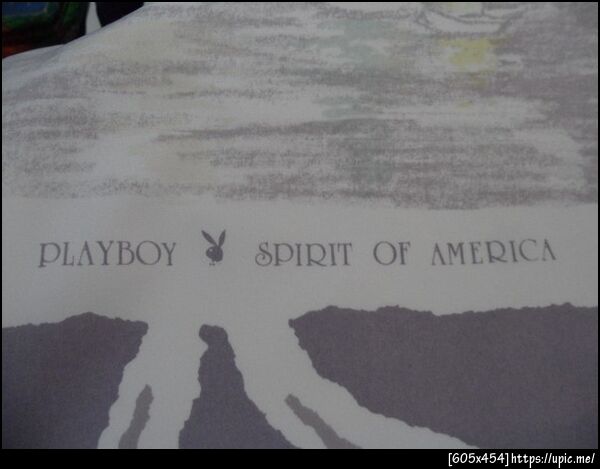 PLAYBOY SPIRIT OF AMERICA
[605x454]https://upic.me/